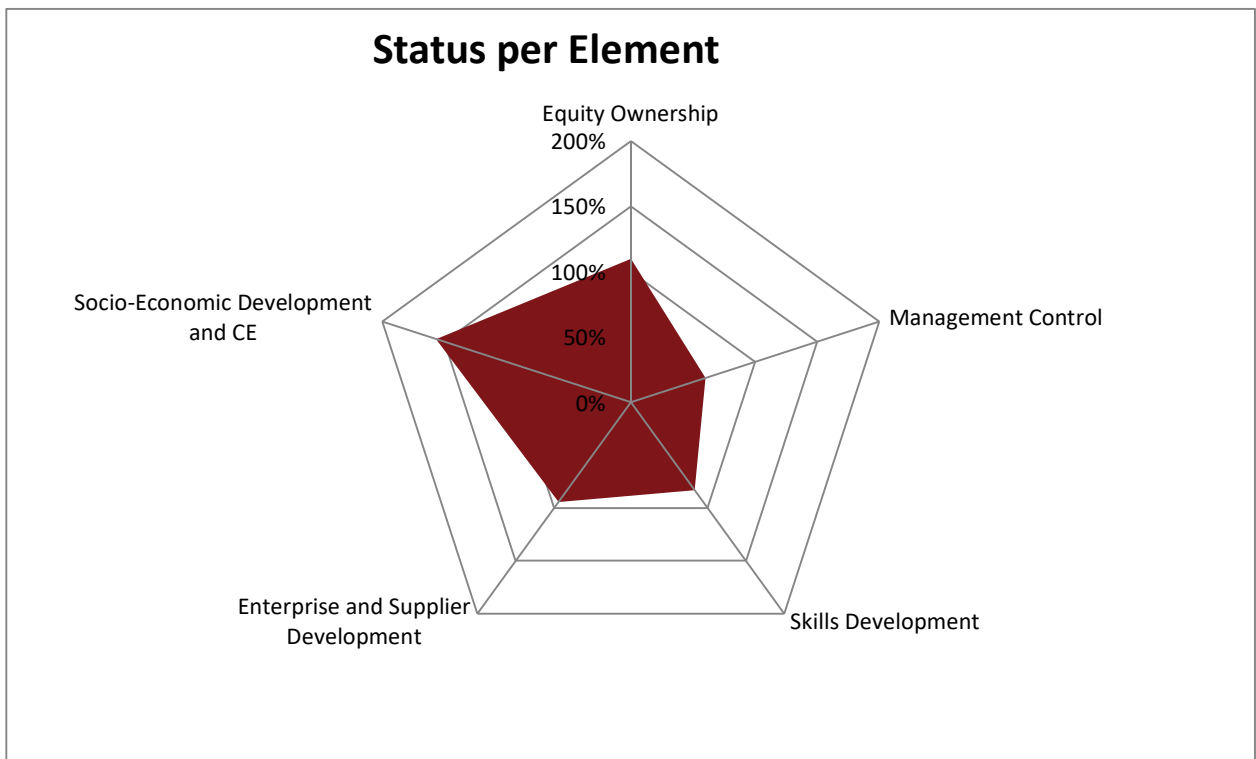 Status per Element
Equity Ownership
200%
150%
100%
50%
0%
Management Control
Skills Development
Enterprise and Supplier
Development
Socio-Economic Development
and CE